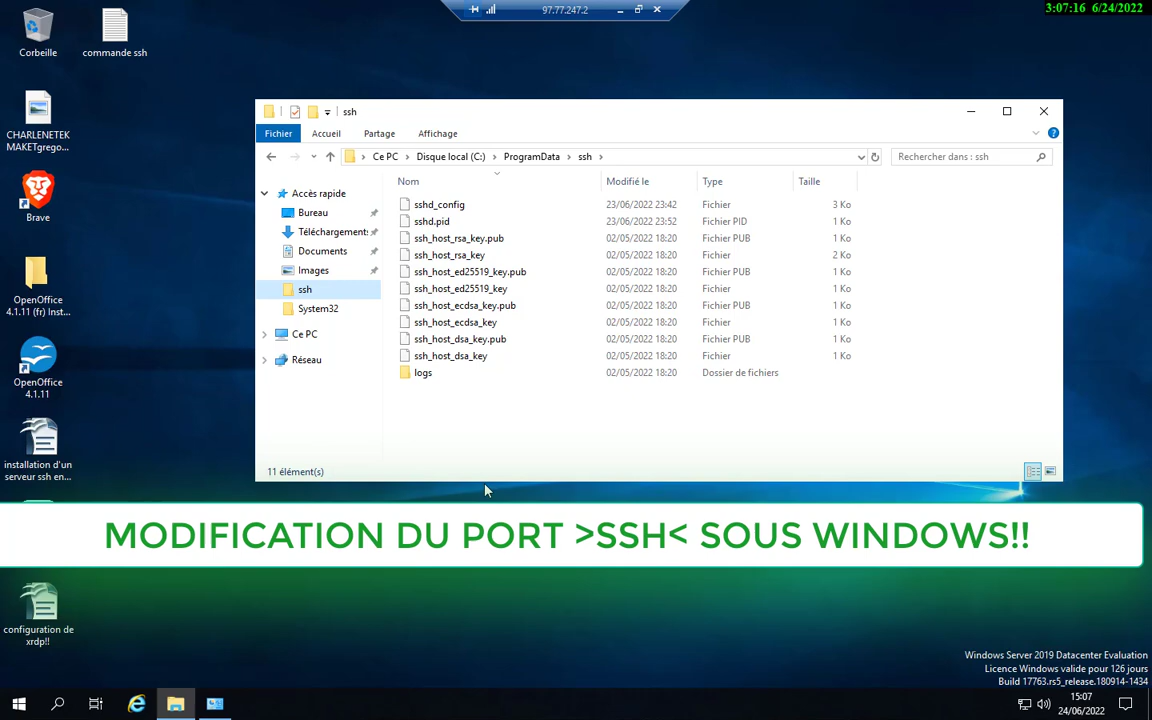 97.77.247.2
3:07:16 6/24/2022
Corbeille
commande ssh
CHARLENETEK
MAKETgrego...
Brave
OpenOffice
4.1.11 (fr) Inst...
OpenOffice
4.1.11
installation d'un
serveur ssh en...
configuration de
xrdp!!
ssh
Fichier
Accueil
Partage
Affichage
Ce PC
Disque local (C:)
ProgramData
ssh
Rechercher dans : ssh
Accès rapide
Bureau
Téléchargements
Documents
Images
ssh
System32
Ce PC
Réseau
Nom Modifié le Type Taille
sshd_config 23/06/2022 23:42 Fichier 3 Ko
sshd.pid 23/06/2022 23:52 Fichier PID 1 Ko
ssh_host_rsa_key.pub 02/05/2022 18:20 Fichier PUB 1 Ko
ssh_host_rsa_key 02/05/2022 18:20 Fichier 2 Ko
ssh_host_ed25519_key.pub 02/05/2022 18:20 Fichier PUB 1 Ko
ssh_host_ed25519_key 02/05/2022 18:20 Fichier 1 Ko
ssh_host_ecdsa_key.pub 02/05/2022 18:20 Fichier PUB 1 Ko
ssh_host_ecdsa_key 02/05/2022 18:20 Fichier 1 Ko
ssh_host_dsa_key.pub 02/05/2022 18:20 Fichier PUB 1 Ko
ssh_host_dsa_key 02/05/2022 18:20 Fichier 1 Ko
logs 02/05/2022 18:20 Dossier de fichiers
11 élément(s)
MODIFICATION DU PORT >SSH< SOUS WINDOWS!!
Windows Server 2019 Datacenter Evaluation
Licence Windows valide pour 126 jours
Build 17763.rs5_release.180914-1434
15:07
24/06/2022